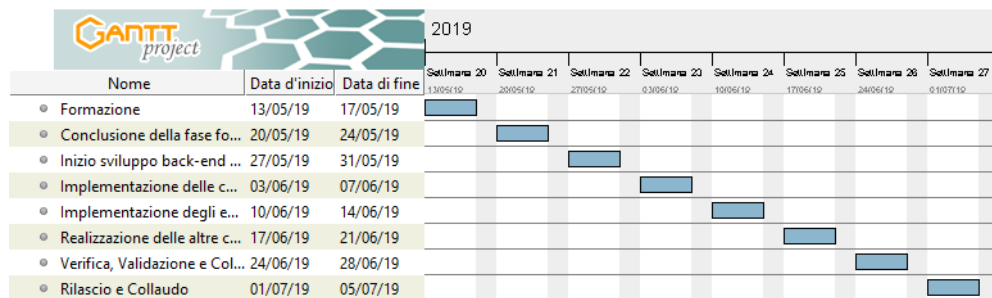 GANTT
project
2019
Settimana 20 Settimana 21 Settimana 22 Settimana 23 Settimana 24 Settimana 25 Settimana 26 Settimana 27
Nome Data d'inizio Data di fine
13/05/19 20/05/19 27/05/19 03/06/19 10/06/19 17/06/19 24/06/19 01/07/19
Formazione 13/05/19 17/05/19
Conclusione della fase fo... 20/05/19 24/05/19
Inizio sviluppo back-end ... 27/05/19 31/05/19
Implementazione delle c... 03/06/19 07/06/19
Implementazione degli e... 10/06/19 14/06/19
Realizzazione delle altre c... 17/06/19 21/06/19
Verifica, Validazione e Col... 24/06/19 28/06/19
Rilascio e Collaudo 01/07/19 05/07/19